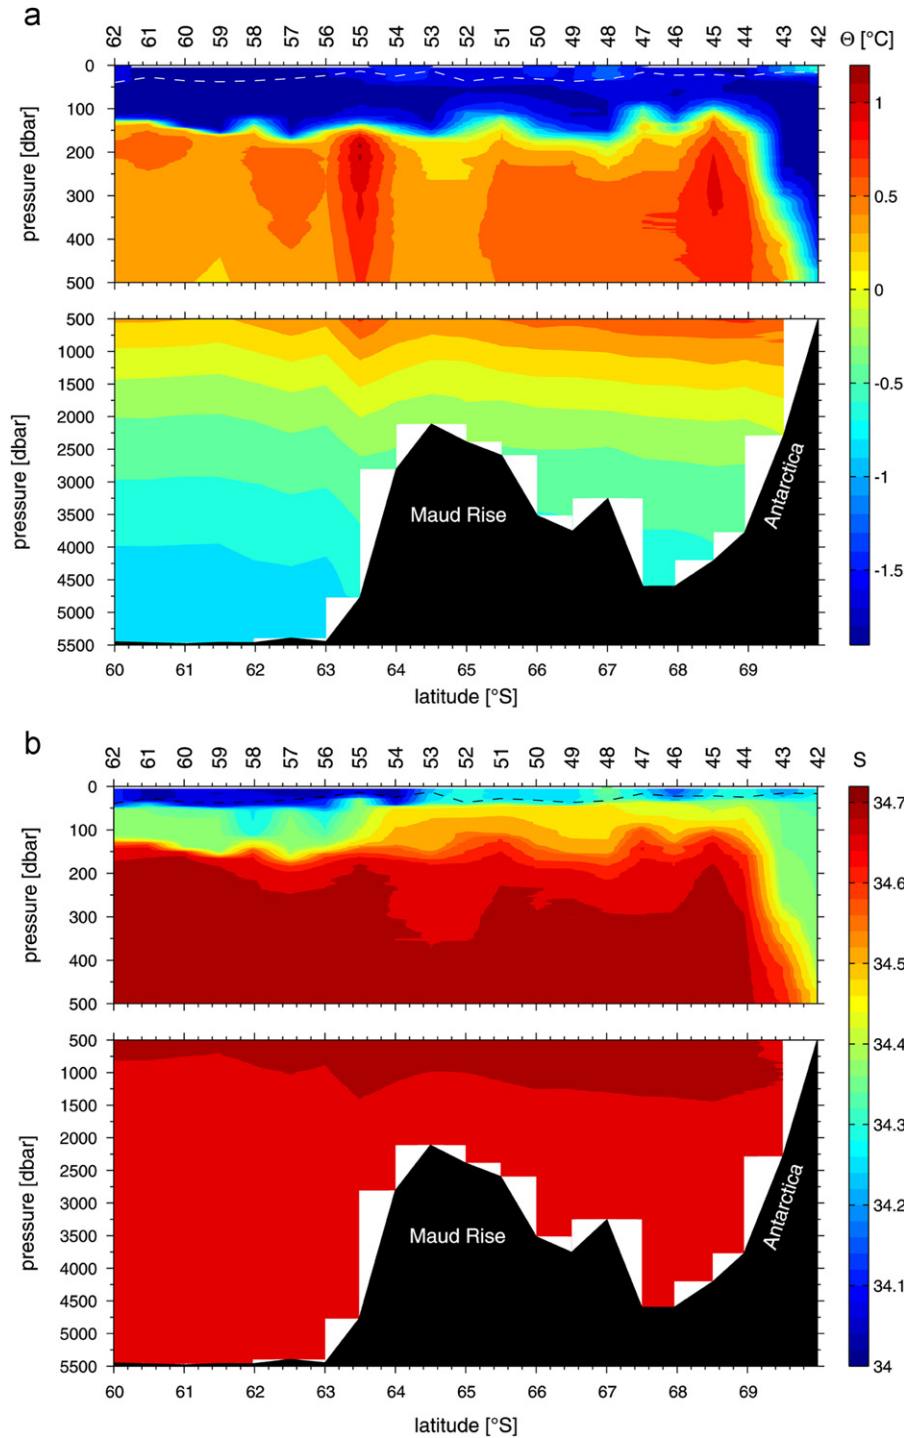 a
62 61 60 59 58 57 56 55 54 53 52 51 50 49 48 47 46 45 44 43 42
Θ [°C]
0
100
200
300
400
500
pressure [dbar]
500
1000
1500
2000
2500
3000
3500
4000
4500
5000
5500
pressure [dbar]
Maud Rise
Antarctica
60 61 62 63 64 65 66 67 68 69
latitude [°S]
1
0.5
0
-0.5
-1
-1.5
b
62 61 60 59 58 57 56 55 54 53 52 51 50 49 48 47 46 45 44 43 42
S
0
100
200
300
400
500
pressure [dbar]
500
1000
1500
2000
2500
3000
3500
4000
4500
5000
5500
pressure [dbar]
Maud Rise
Antarctica
60 61 62 63 64 65 66 67 68 69
latitude [°S]
34.7
34.6
34.5
34.4
34.3
34.2
34.1
34